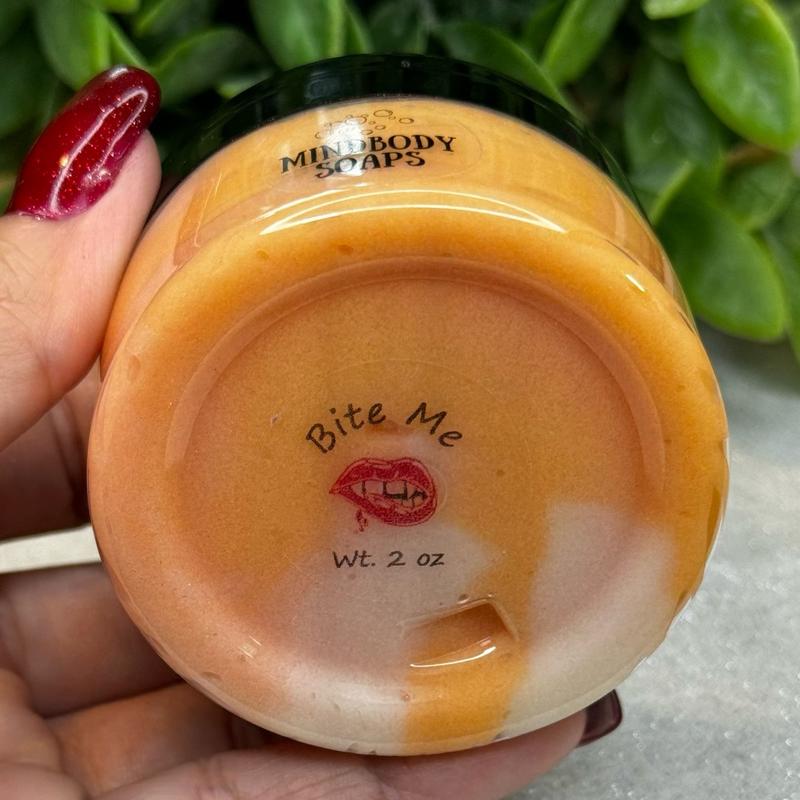 MINDBODY
SOAPS
Bite Me
Wt. 2 oz